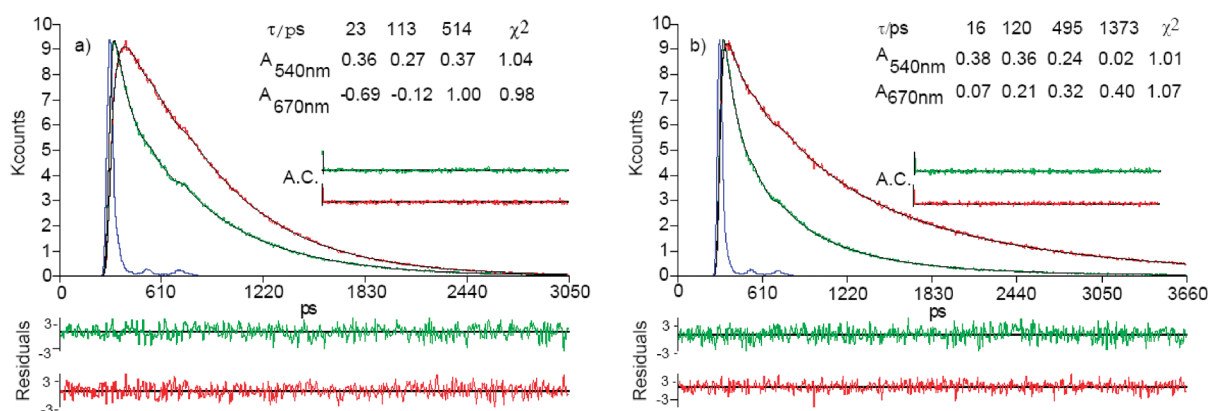 a)
τ/ps 23 113 514 χ2
A540nm 0.36 0.27 0.37 1.04
A670nm -0.69 -0.12 1.00 0.98
A.C.
Kcounts
10
9
8
7
6
5
4
3
2
1
0
0 610 1220 1830 2440 3050
ps
Residuals
3
-3
3
-3
b)
τ/ps 16 120 495 1373 χ2
A540nm 0.38 0.36 0.24 0.02 1.01
A670nm 0.07 0.21 0.32 0.40 1.07
A.C.
Kcounts
10
9
8
7
6
5
4
3
2
1
0
0 610 1220 1830 2440 3050 3660
ps
Residuals
3
-3
3
-3